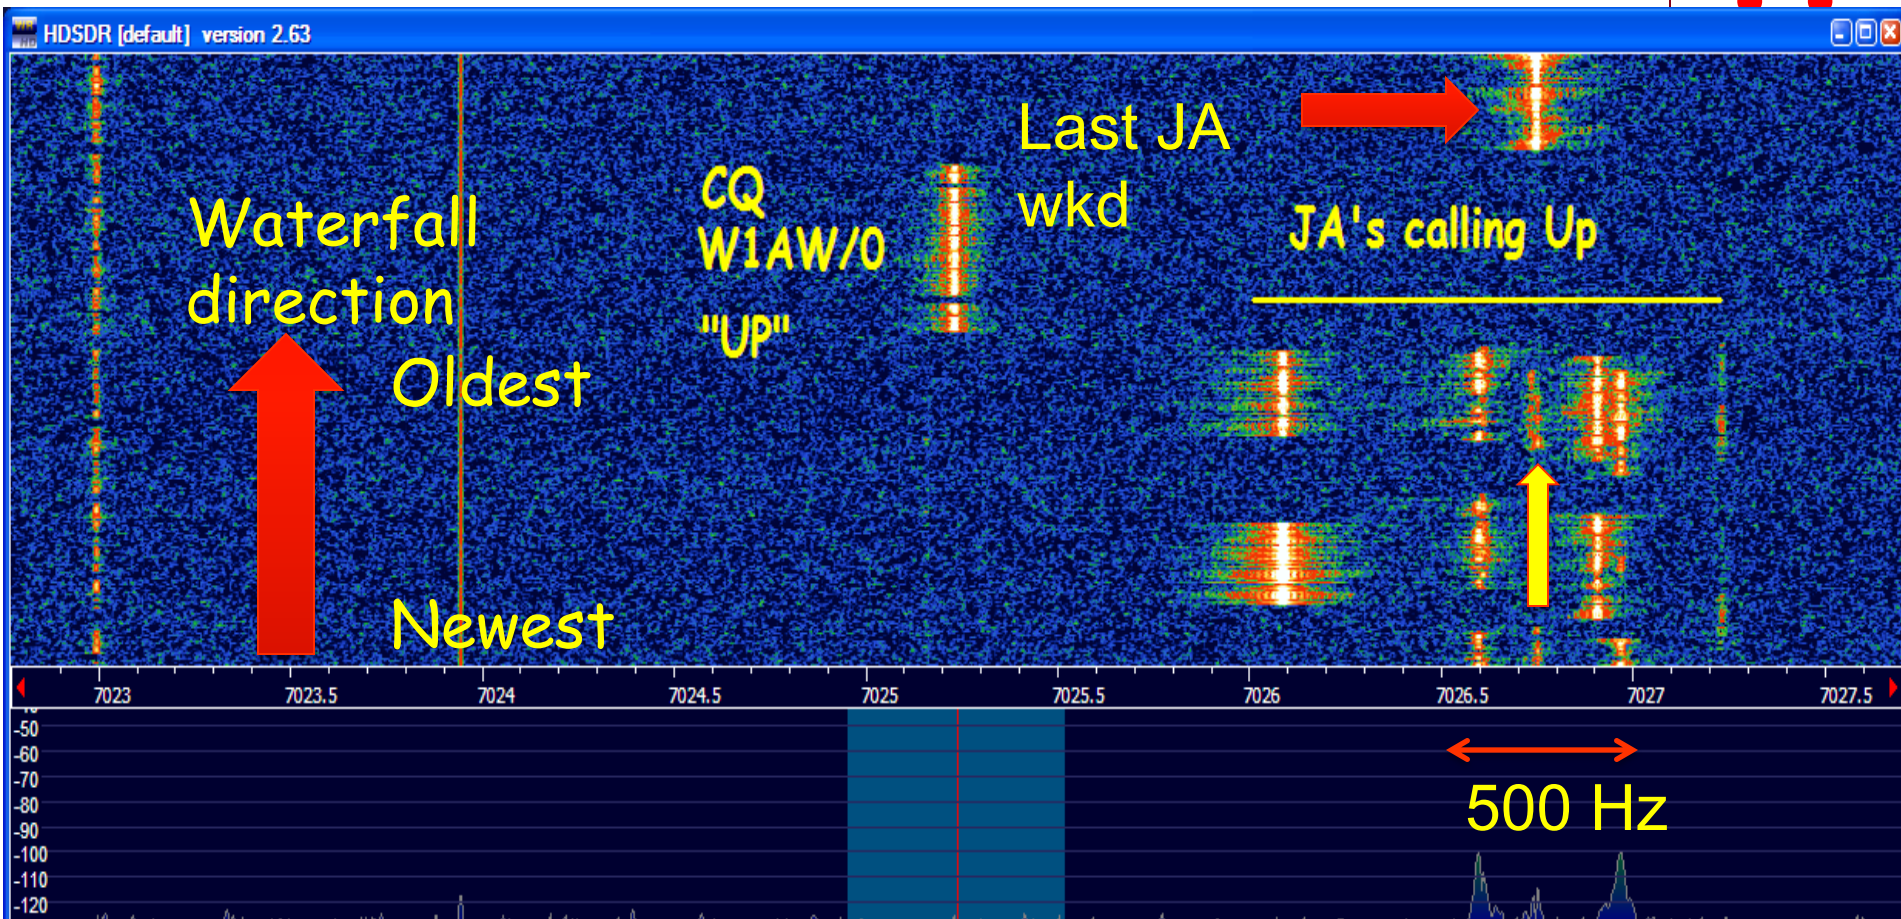 HDSDR [default] version 2.63
Last JA
wkd
CQ
W1AW/0
"UP"
Waterfall
direction
JA's calling Up
Oldest
Newest
7023 7023.5 7024 7024.5 7025 7025.5 7026 7026.5 7027 7027.5
-50
-60
-70
-80
-90
-100
-110
-120
500 Hz